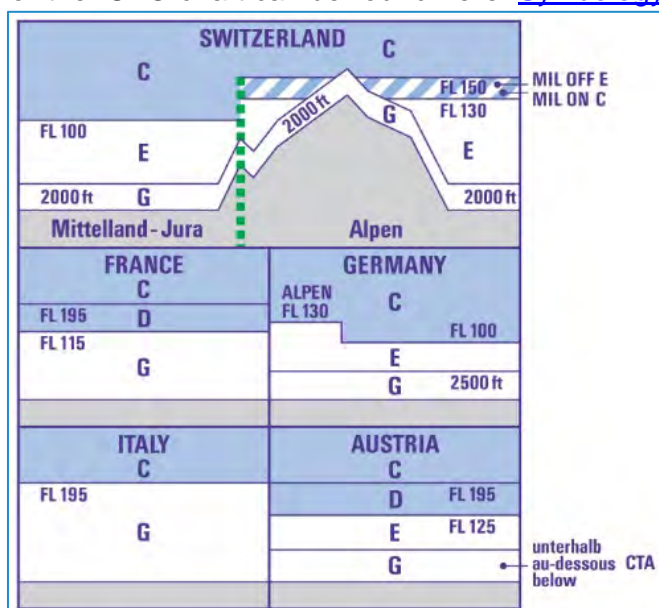 SWITZERLAND
C
C
FL 150
MIL OFF E
MIL ON C
FL 100
FL 130
2000 ft
G
E
E
2000 ft
G
2000 ft
Mittelland - Jura
Alpen
FRANCE
C
FL 195
D
FL 115
G
GERMANY
ALPEN
FL 130
C
FL 100
E
G
2500 ft
ITALY
C
FL 195
G
AUSTRIA
C
D
FL 195
E
FL 125
G
unterhalb
au-dessous CTA
below